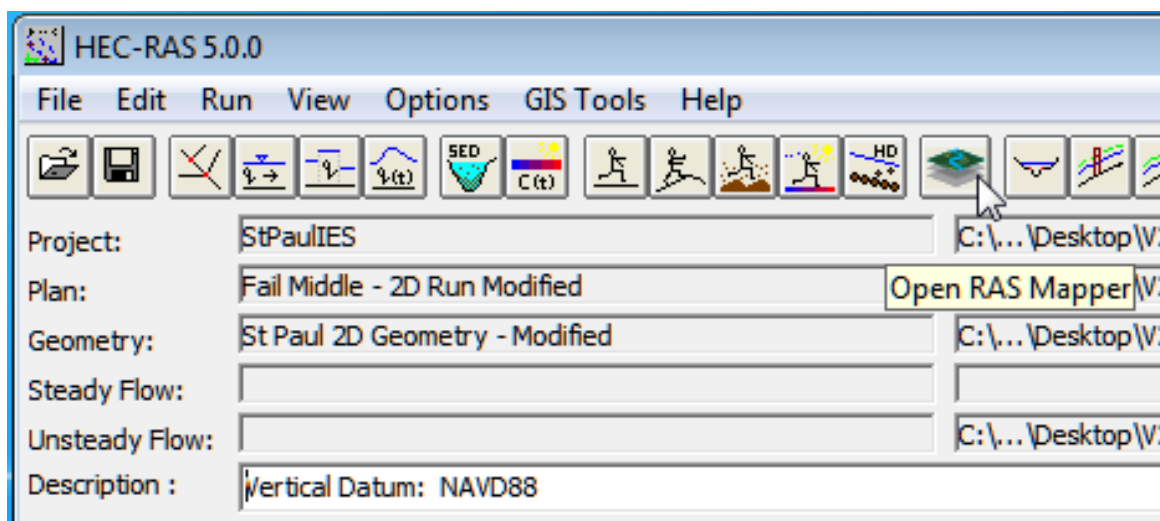 HEC-RAS 5.0.0
File Edit Run View Options GIS Tools Help
SED C(t) HD
Project: StPaulIES C:\...\Desktop\V
Plan: Fail Middle - 2D Run Modified Open RAS Mapper
Geometry: St Paul 2D Geometry - Modified C:\...\Desktop\V
Steady Flow:
Unsteady Flow: C:\...\Desktop\V
Description : Vertical Datum: NAVD88